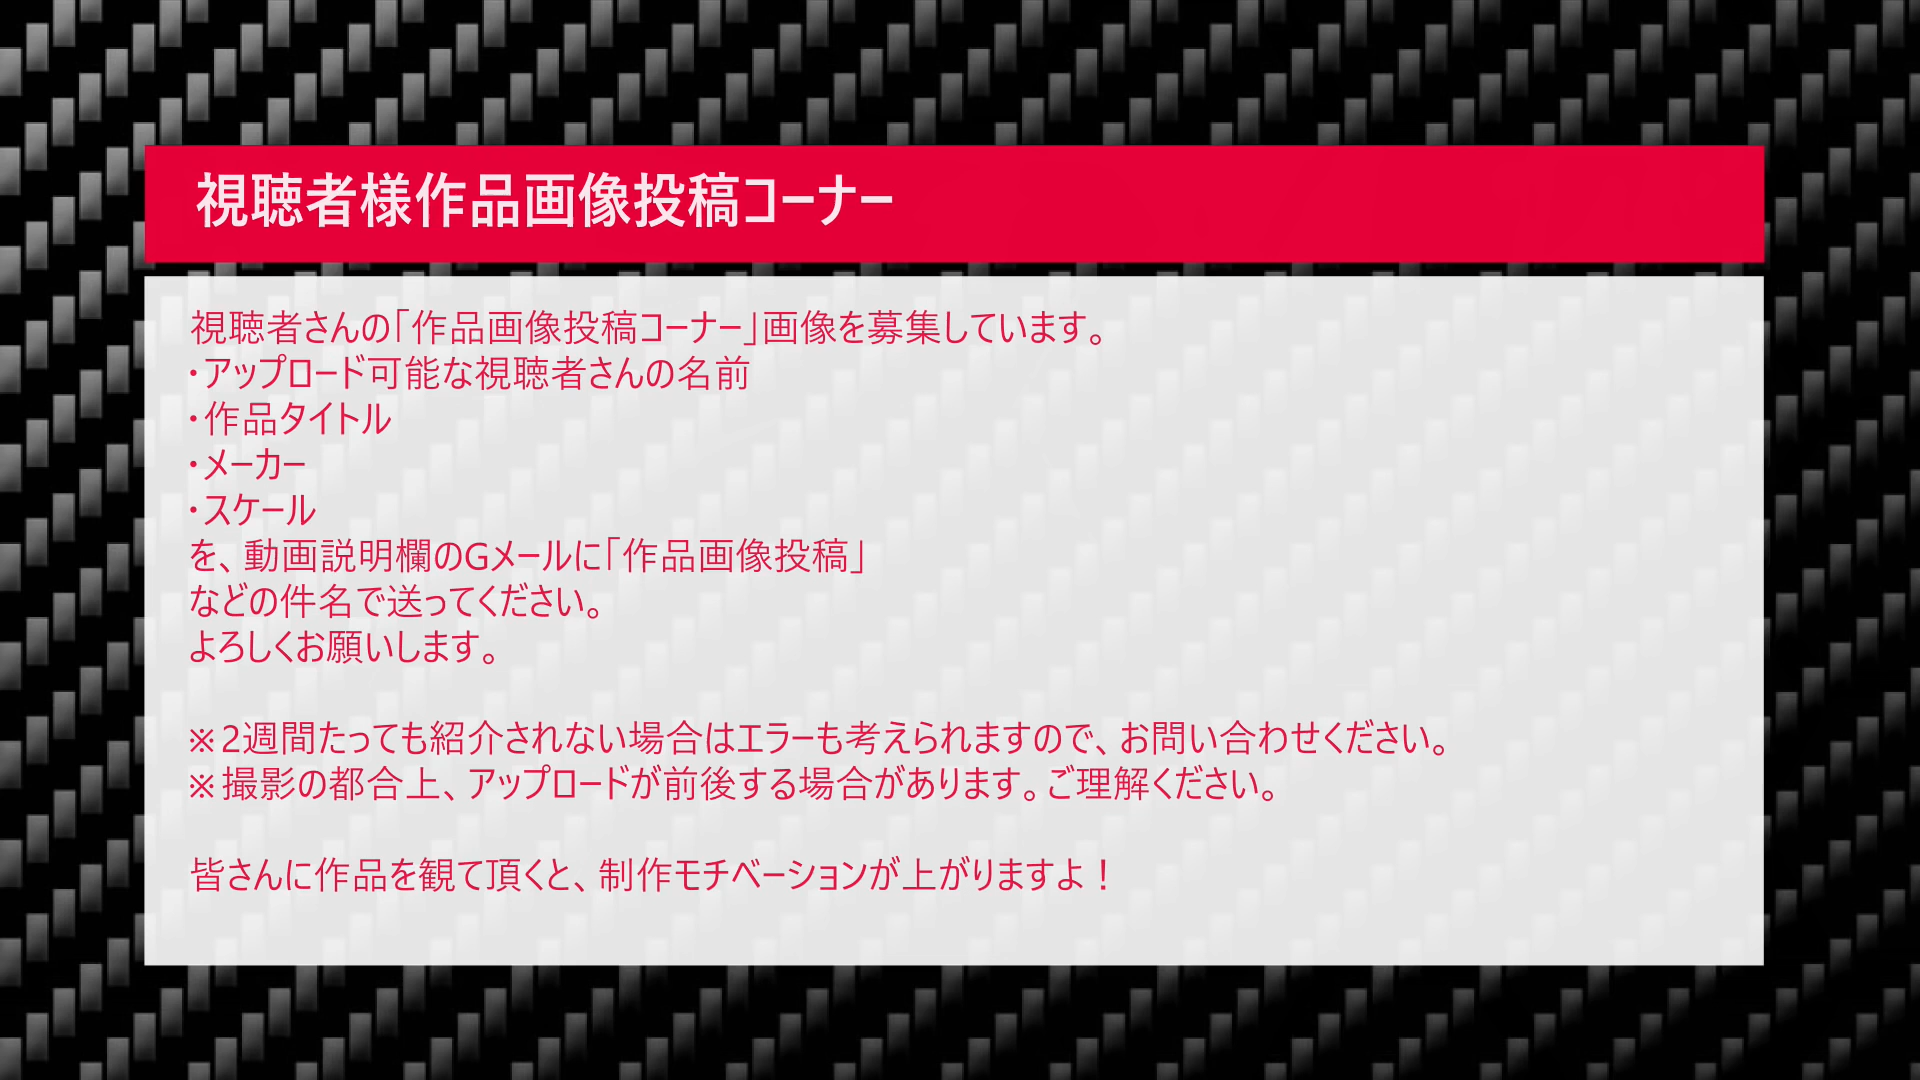 視聴者様作品画像投稿コーナー
視聴者さんの「作品画像投稿コーナー」画像を募集しています。
・アップロード可能な視聴者さんの名前
・作品タイトル
・メーカー
・スケール
を、動画説明欄のGメールに「作品画像投稿」
などの件名で送ってください。
よろしくお願いします。
※2週間たっても紹介されない場合はエラーも考えられますので、お問い合わせください。
※撮影の都合上、アップロードが前後する場合があります。ご理解ください。
皆さんに作品を観て頂くと、制作モチベーションが上がりますよ！